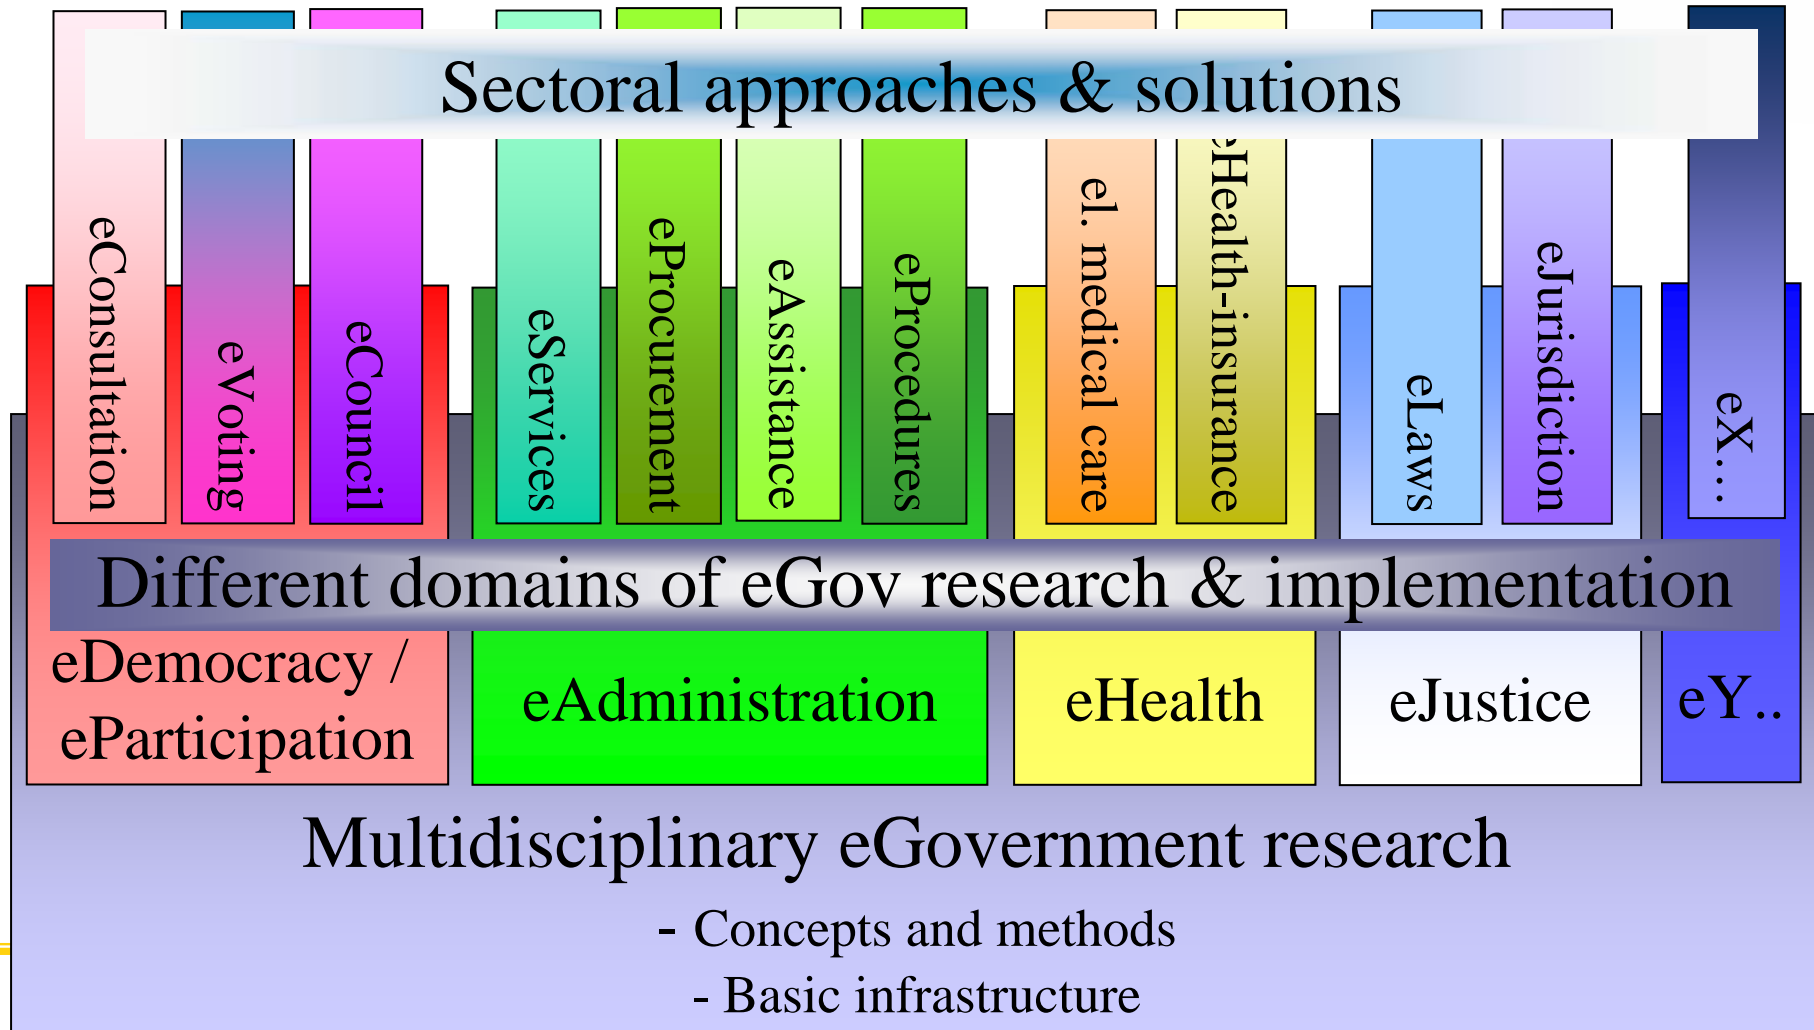 Sectoral approaches & solutions
eConsultation
eVoting
eCouncil
eServices
eProcurement
eAssistance
eProcedures
el. medical care
eHealth-insurance
eLaws
eJurisdiction
eX...
Different domains of eGov research & implementation
eDemocracy /
eParticipation
eAdministration
eHealth
eJustice
eY..
Multidisciplinary eGovernment research
- Concepts and methods
- Basic infrastructure